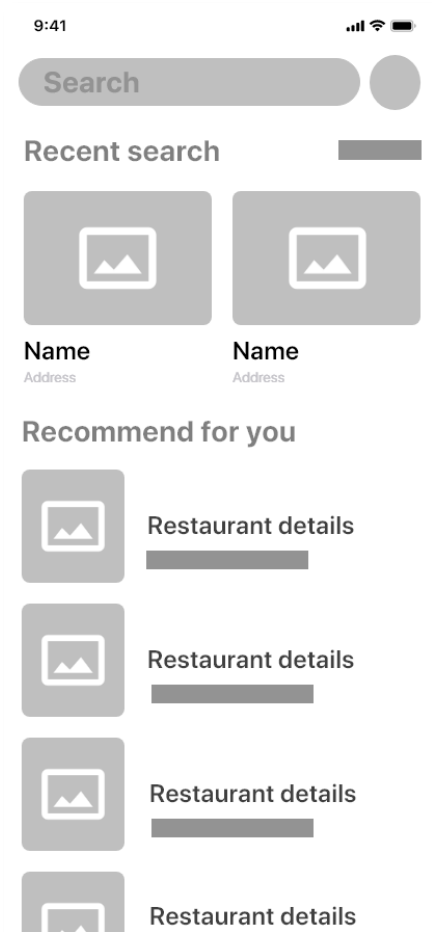 9:41
Search
Recent search
Name Name
Address Address
Recommend for you
Restaurant details
Restaurant details
Restaurant details
Restaurant details